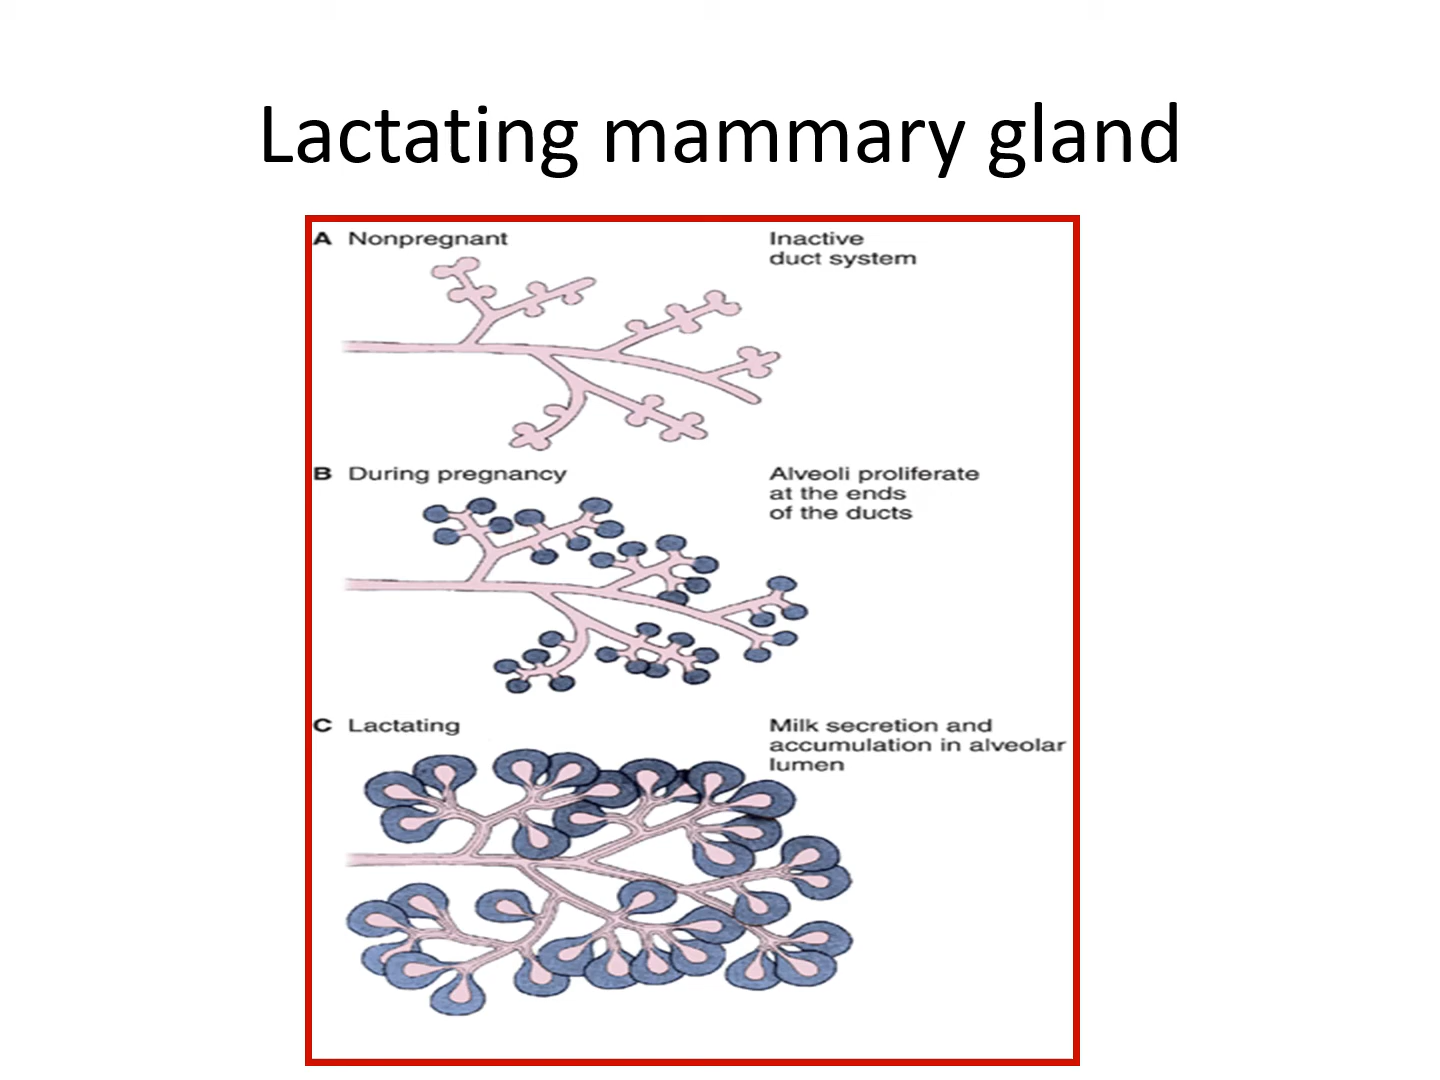 Lactating mammary gland
A Nonpregnant
Inactive
duct system
B During pregnancy
Alveoli proliferate
at the ends
of the ducts
C Lactating
Milk secretion and
accumulation in alveolar
lumen